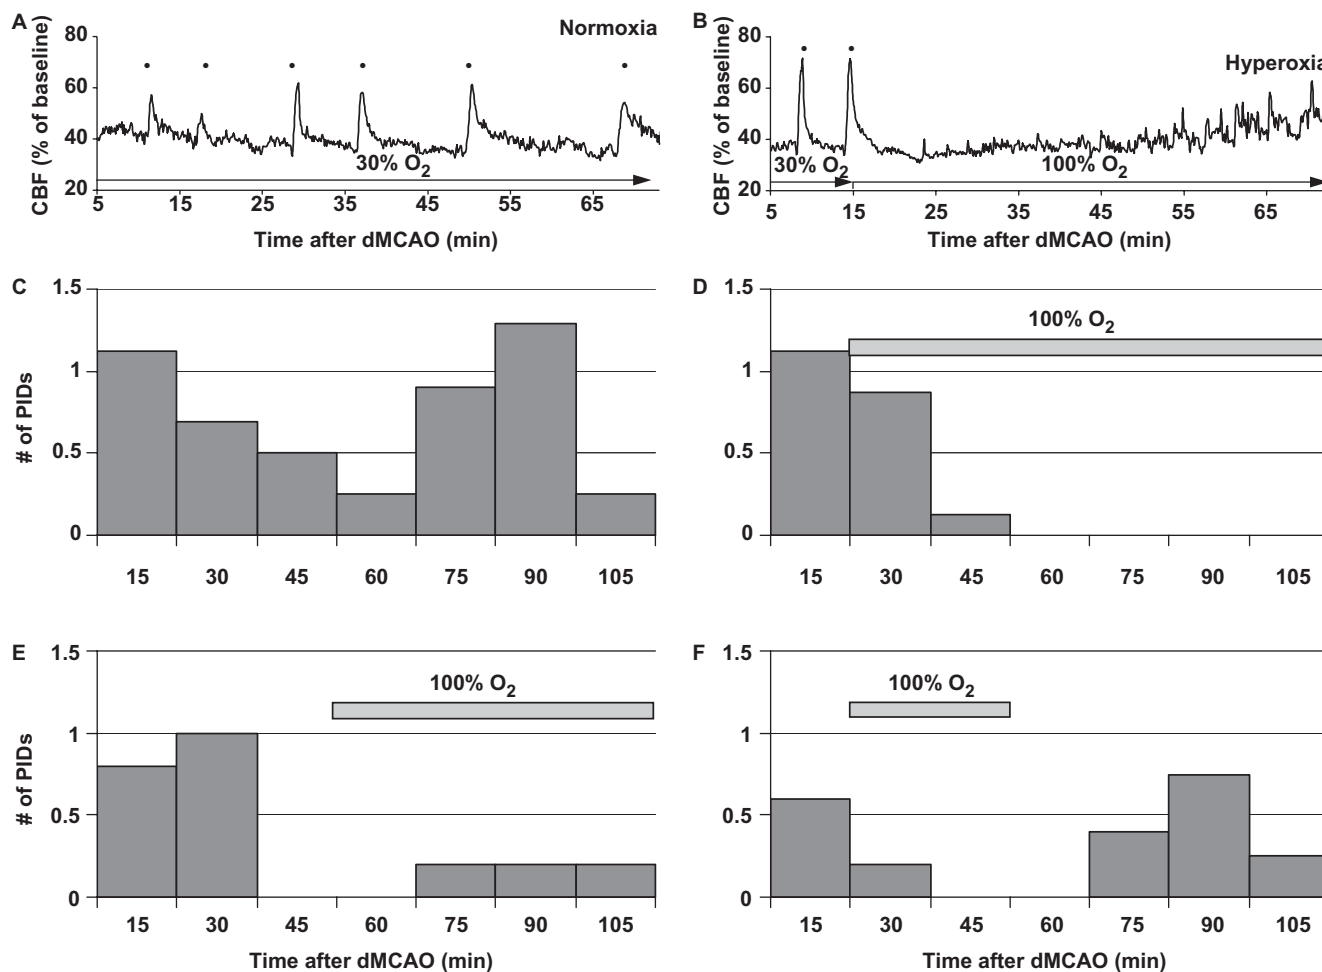 A
CBF (% of baseline)
Normoxia
80
60
40
20
30% O2
5 15 25 35 45 55 65
Time after dMCAO (min)
B
CBF (% of baseline)
Hyperoxia
80
60
40
20
30% O2
100% O2
5 15 25 35 45 55 65
Time after dMCAO (min)
C
# of PIDs
1.5
1
0.5
0
15 30 45 60 75 90 105
D
1.5
1
0.5
0
100% O2
15 30 45 60 75 90 105
E
# of PIDs
1.5
1
0.5
0
100% O2
15 30 45 60 75 90 105
Time after dMCAO (min)
F
1.5
1
0.5
0
100% O2
15 30 45 60 75 90 105
Time after dMCAO (min)